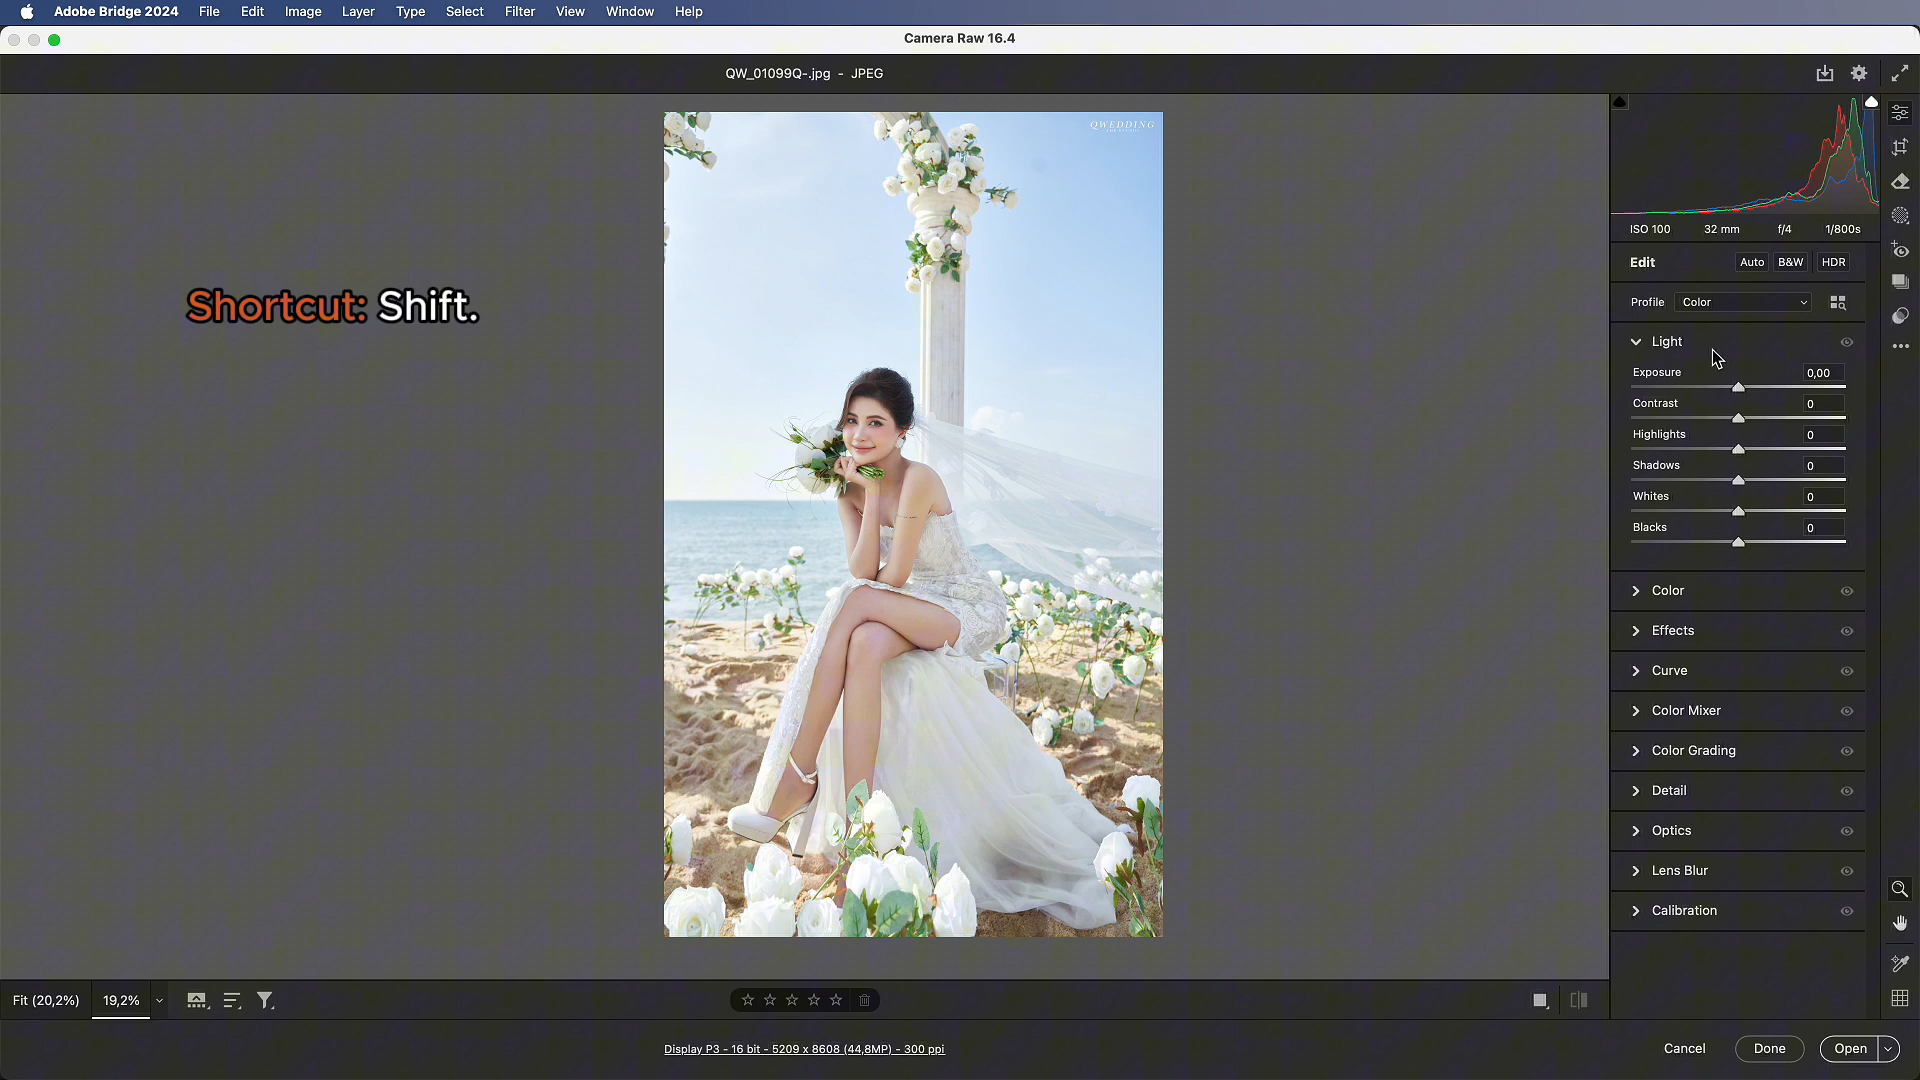 Adobe Bridge 2024 File Edit Image Layer Type Select Filter View Window Help
Camera Raw 16.4
QW_01099Q-.jpg - JPEG
QWEDDING
ISO 100 32 mm f/4 1/800s
Edit Auto B&W HDR
Profile Color
Shortcut: Shift.
Light
Exposure 0,00
Contrast 0
Highlights 0
Shadows 0
Whites 0
Blacks 0
Color
Effects
Curve
Color Mixer
Color Grading
Detail
Optics
Lens Blur
Calibration
Fit (20,2%) 19,2%
Display P3 - 16 bit - 5209 x 8608 (44,8MP) - 300 ppi
Cancel Done Open